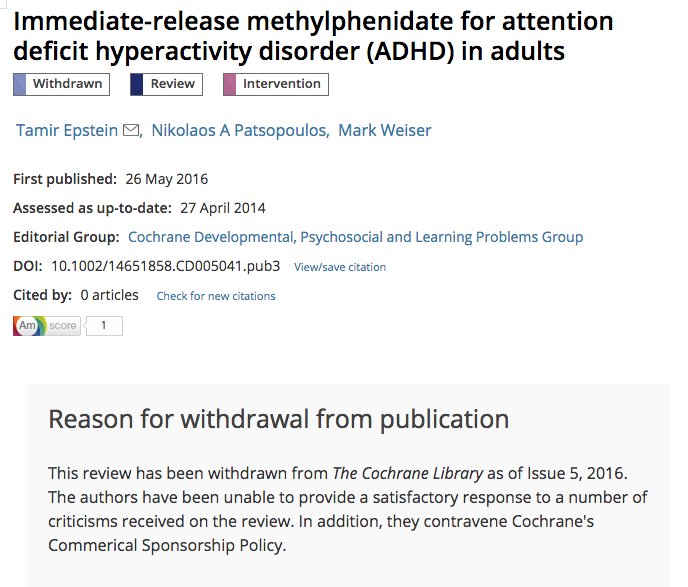 Immediate-release methylphenidate for attention
deficit hyperactivity disorder (ADHD) in adults
Withdrawn Review Intervention
Tamir Epstein, Nikolaos A Patsopoulos, Mark Weiser
First published: 26 May 2016
Assessed as up-to-date: 27 April 2014
Editorial Group: Cochrane Developmental, Psychosocial and Learning Problems Group
DOI: 10.1002/14651858.CD005041.pub3 View/save citation
Cited by: 0 articles Check for new citations
Am score 1
Reason for withdrawal from publication
This review has been withdrawn from The Cochrane Library as of Issue 5, 2016.
The authors have been unable to provide a satisfactory response to a number of
criticisms received on the review. In addition, they contravene Cochrane's
Commerical Sponsorship Policy.